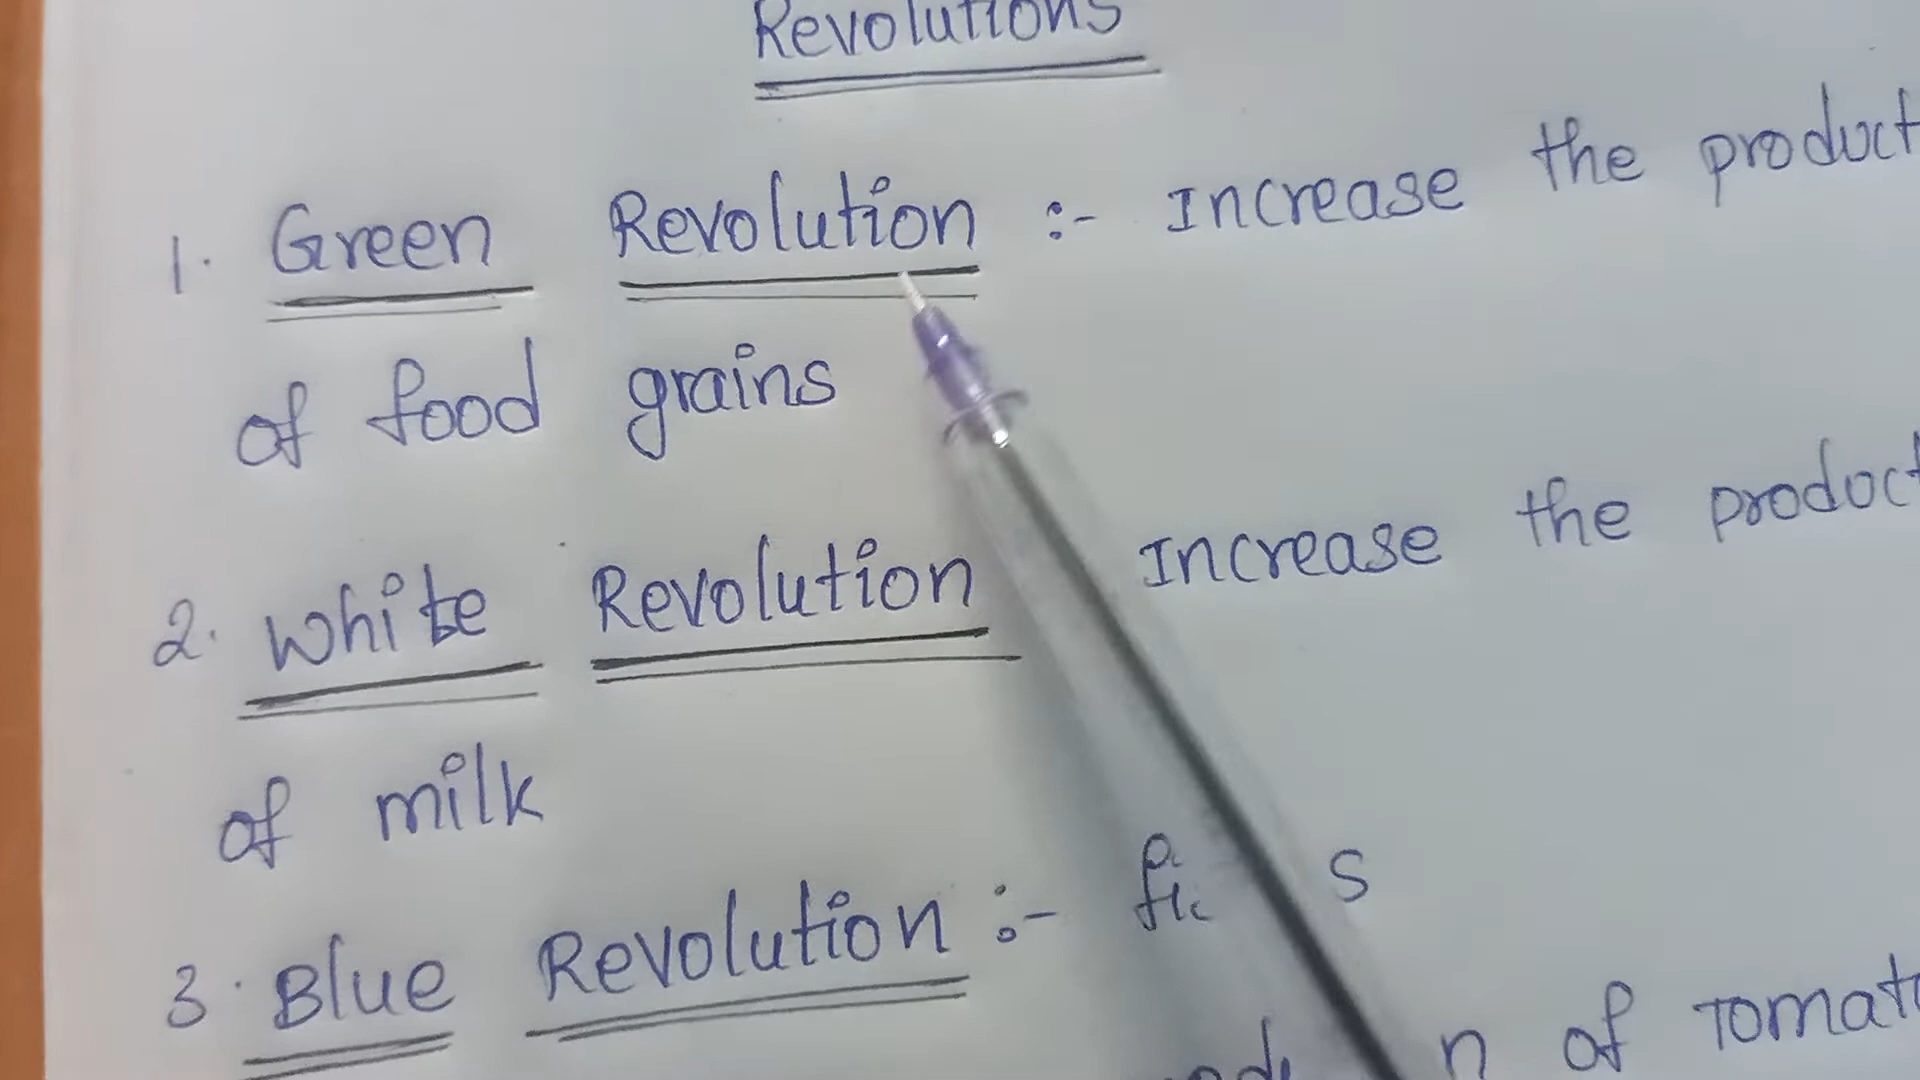 Revolutions
1. Green Revolution :- Increase the product
of food grains
2. White Revolution Increase the product
of milk
3. Blue Revolution :-
of Tomat